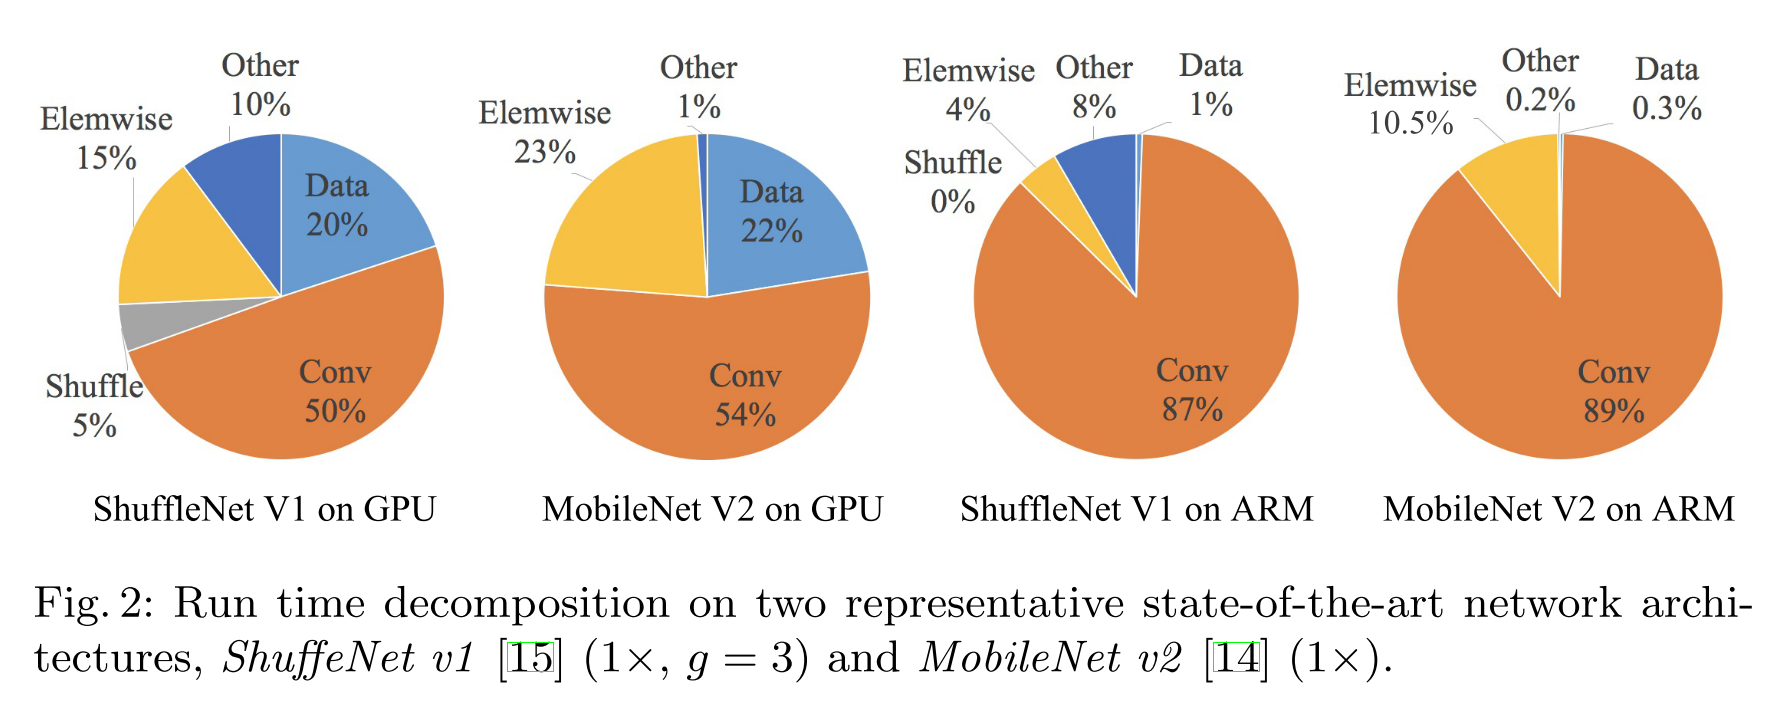 Other
10%
Elemwise
15%
Data
20%
Shuffle
5%
Conv
50%
ShuffleNet V1 on GPU
Other
1%
Elemwise
23%
Data
22%
Conv
54%
MobileNet V2 on GPU
Elemwise
4%
Other
8%
Data
1%
Shuffle
0%
Conv
87%
ShuffleNet V1 on ARM
Other
0.2%
Elemwise
10.5%
Data
0.3%
Conv
89%
MobileNet V2 on ARM
Fig. 2: Run time decomposition on two representative state-of-the-art network archi-
tectures, ShuffeNet v1 [15] (1×, g = 3) and MobileNet v2 [14] (1×).